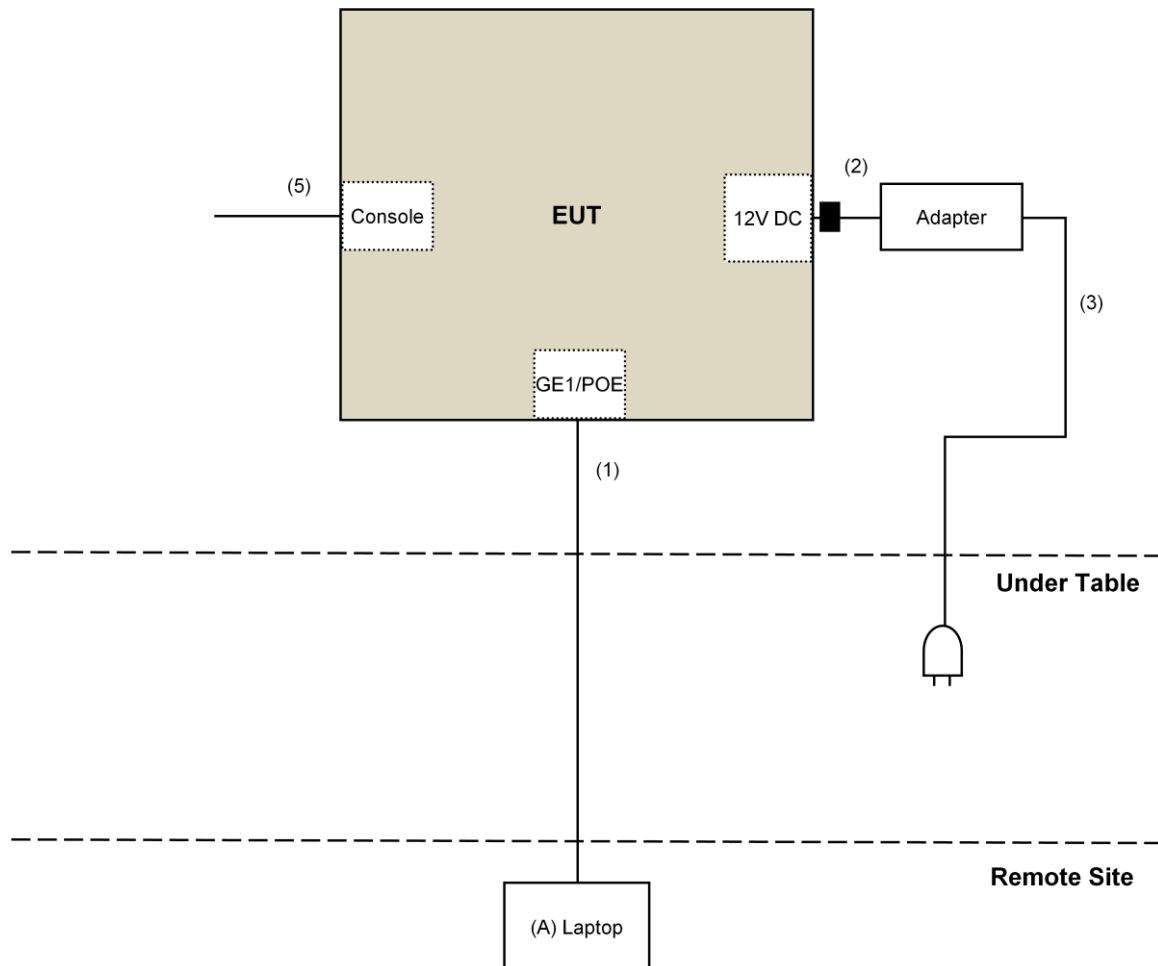 (5)
Console
EUT
12V DC
(2)
Adapter
(3)
GE1/POE
(1)
Under Table
Remote Site
(A) Laptop